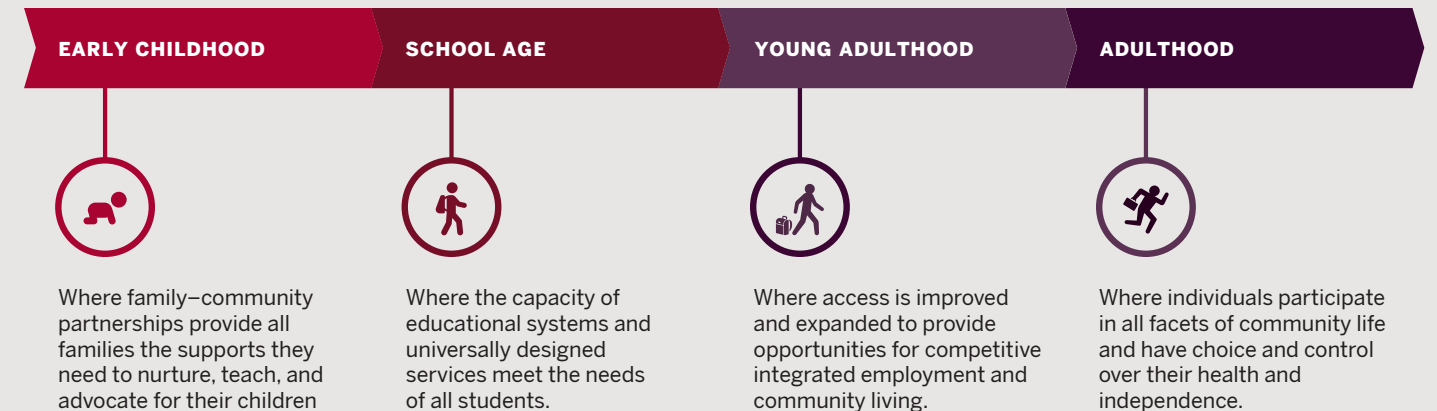 EARLY CHILDHOOD
SCHOOL AGE
YOUNG ADULTHOOD
ADULTHOOD
Where family–community
partnerships provide all
families the supports they
need to nurture, teach, and
advocate for their children
Where the capacity of
educational systems and
universally designed
services meet the needs
of all students.
Where access is improved
and expanded to provide
opportunities for competitive
integrated employment and
community living.
Where individuals participate
in all facets of community life
and have choice and control
over their health and
independence.